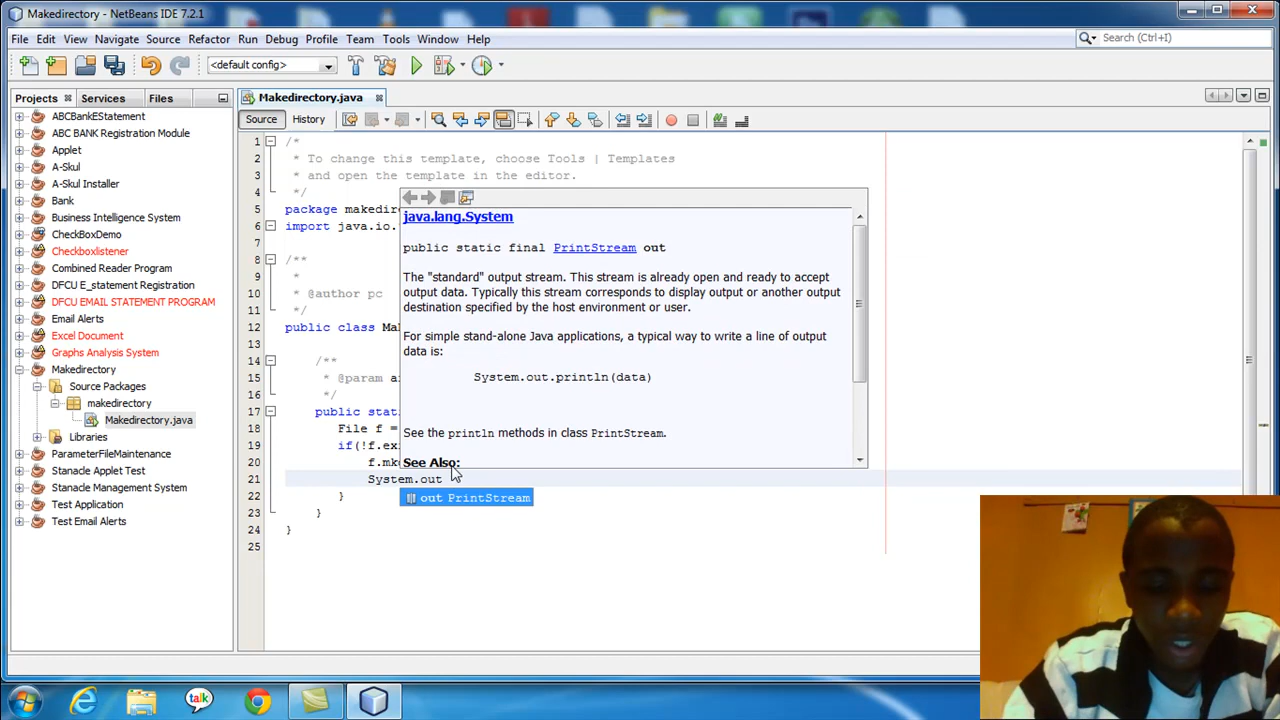 Makedirectory - NetBeans IDE 7.2.1
File Edit View Navigate Source Refactor Run Debug Profile Team Tools Window Help
Search (Ctrl+I)
<default config>
Projects Services Files
Makedirectory.java
Source History
ABCBankEStatement
ABC BANK Registration Module
Applet
A-Skul
A-Skul Installer
Bank
Business Intelligence System
CheckBoxDemo
Checkboxlistener
Combined Reader Program
DFCU E_statement Registration
DFCU EMAIL STATEMENT PROGRAM
Email Alerts
Excel Document
Graphs Analysis System
Makedirectory
Source Packages
makedirectory
Makedirectory.java
Libraries
ParameterFileMaintenance
Stanacle Applet Test
Stanacle Management System
Test Application
Test Email Alerts
1 /*
2 * To change this template, choose Tools | Templates
3 * and open the template in the editor.
4 */
5 package makedire
6 import java.io.
7
8 /**
9 *
10 * @author pc
11 */
12 public class Ma
13
14 /**
15 * @param a
16 */
17 public stat
18 File f =
19 if(!f.exi
20 f.mk
21 System.out
22 }
23 }
24 }
25
java.lang.System
public static final PrintStream out
The "standard" output stream. This stream is already open and ready to accept
output data. Typically this stream corresponds to display output or another output
destination specified by the host environment or user.
For simple stand-alone Java applications, a typical way to write a line of output
data is:
System.out.println(data)
See the println methods in class PrintStream.
See Also:
out PrintStream
talk